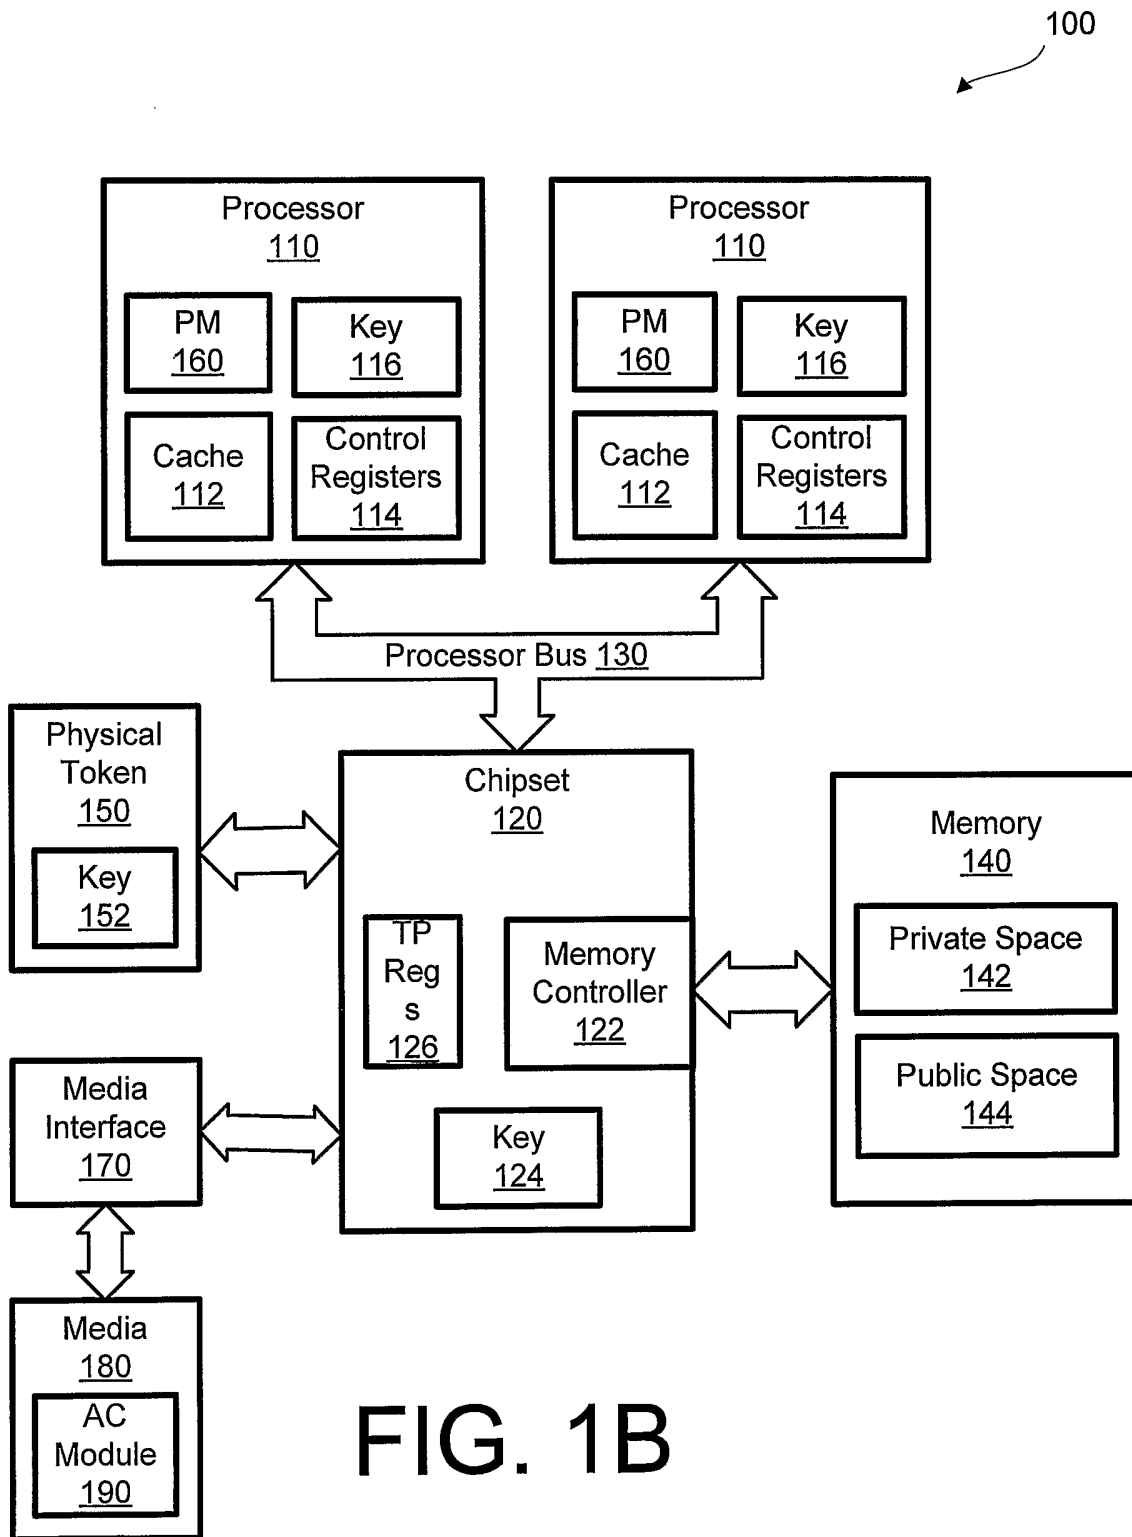 100
Processor
110
PM
160
Key
116
Cache
112
Control
Registers
114
Processor
110
PM
160
Key
116
Cache
112
Control
Registers
114
Processor Bus 130
Physical
Token
150
Key
152
Chipset
120
TP
Reg
s
126
Memory
Controller
122
Key
124
Memory
140
Private Space
142
Public Space
144
Media
Interface
170
Media
180
AC
Module
190
FIG. 1B